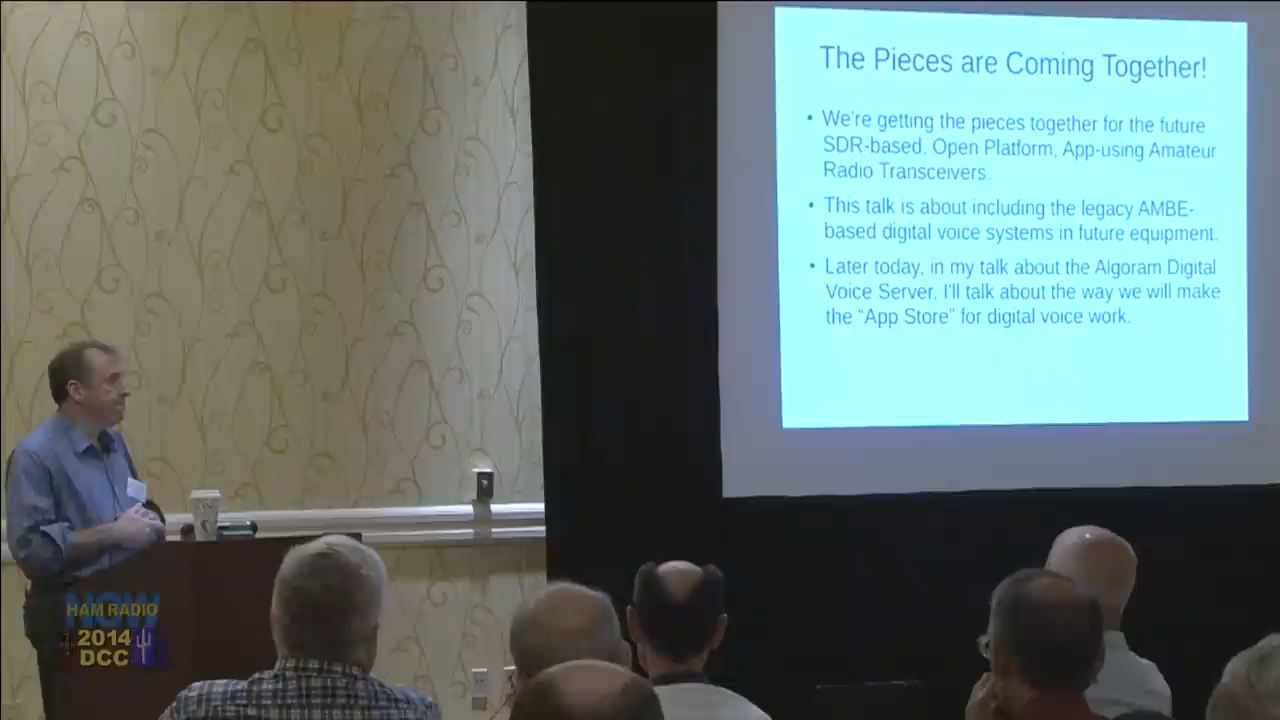 The Pieces are Coming Together!
• We're getting the pieces together for the future
SDR-based, Open Platform, App-using Amateur
Radio Transceivers.
• This talk is about including the legacy AMBE-
based digital voice systems in future equipment.
• Later today, in my talk about the Algoram Digital
Voice Server, I'll talk about the way we will make
the “App Store” for digital voice work.
NOW
HAM RADIO
2014
DCC